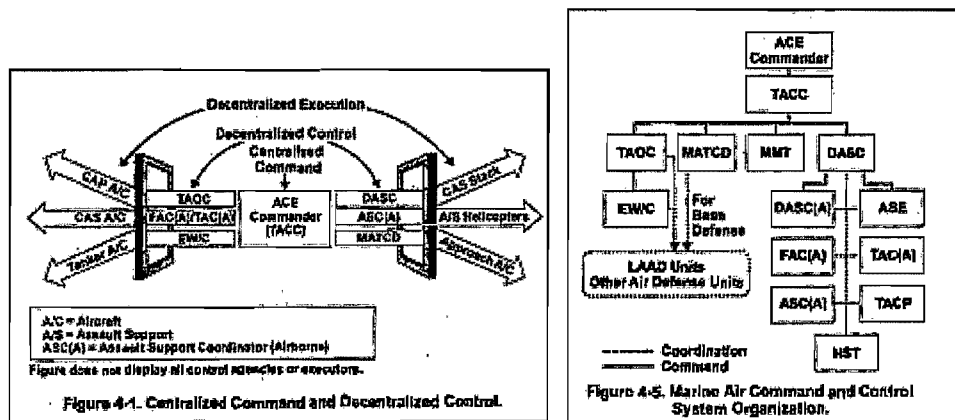 Decentralized Execution
Decentralized Control
Centralized
Command
CAP A/C
CAS A/C
Tanker A/C
TAOC
FAC(A)/TAC(A)
EW/C
ACE
Commander
(TACC)
DASC
ASC(A)
MATCD
CAS Stack
A/S Helicopters
Approach A/C
A/C = Aircraft
A/S = Assault Support
ASC(A) = Assault Support Coordinator (Airborne)
Figure does not display all control agencies or executors.
Figure 4-1. Centralized Command and Decentralized Control.
ACE
Commander
TACC
TAOC
MATCD
MMT
DASC
EW/C
For
Base
Defense
LAAD Units
Other Air Defense Units
DASC(A)
ASE
FAC(A)
TAC(A)
ASC(A)
TACP
HST
Coordination
Command
Figure 4-5. Marine Air Command and Control
System Organization.